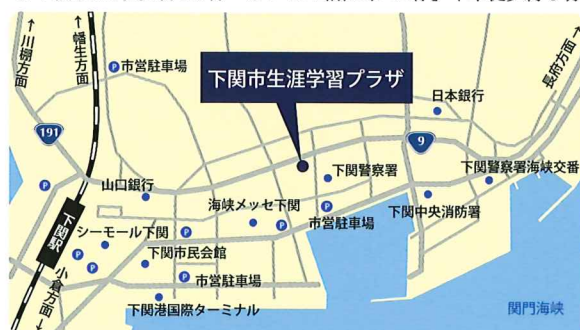 ↑川棚方面
↑幡生方面
P 市営駐車場
下関市生涯学習プラザ
日本銀行
長府方面→
191
9
P
山口銀行
下関警察署
下関警察署海峡交番
海峡メッセ下関
P
P
P
市営駐車場
下関中央消防署
下関駅
シーモール下関
P
P
下関市民会館
P 市営駐車場
小倉方面↓
下関港国際ターミナル
関門海峡